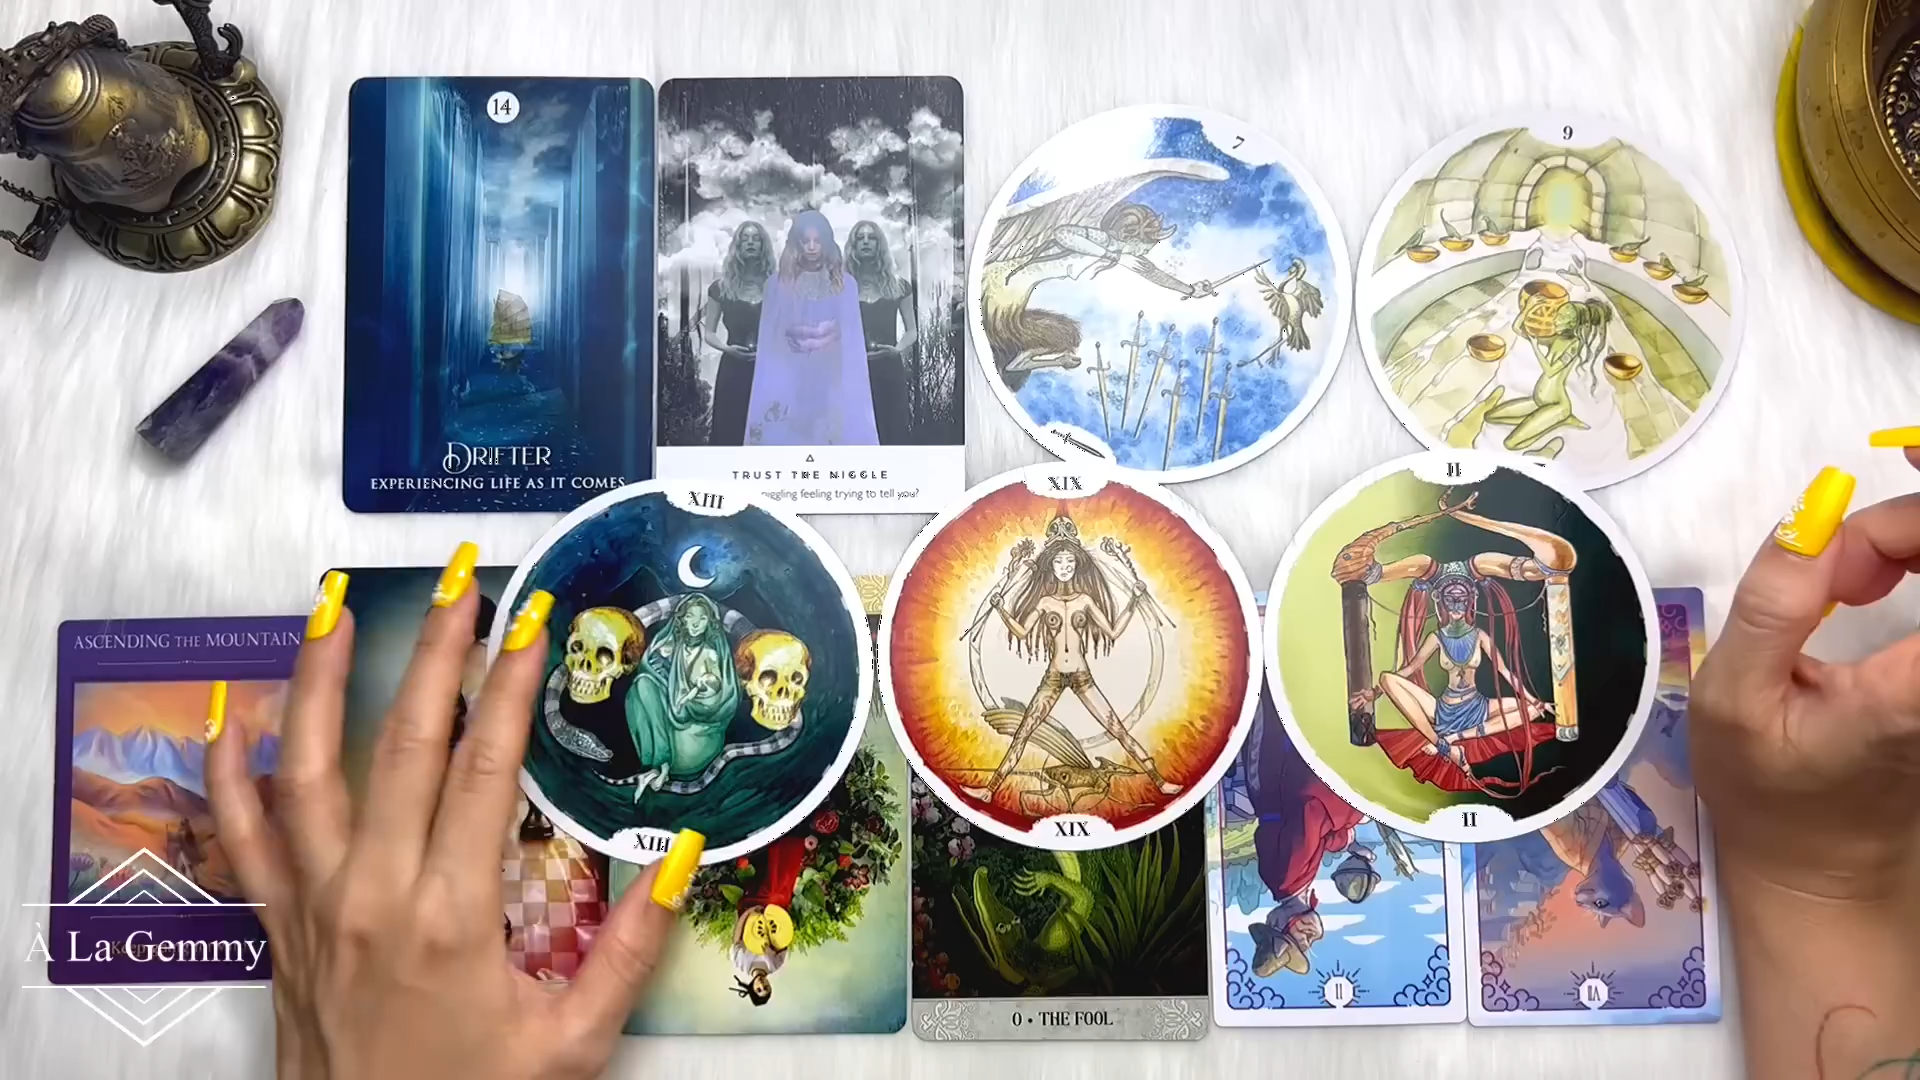 14
DRIFTER
EXPERIENCING LIFE AS IT COMES
TRUST THE NIGGLE
niggling feeling trying to tell you?
7
9
XIII
XIII
XIX
XIX
II
II
ASCENDING THE MOUNTAIN
À LA GEMMY
0 • THE FOOL
II
VII